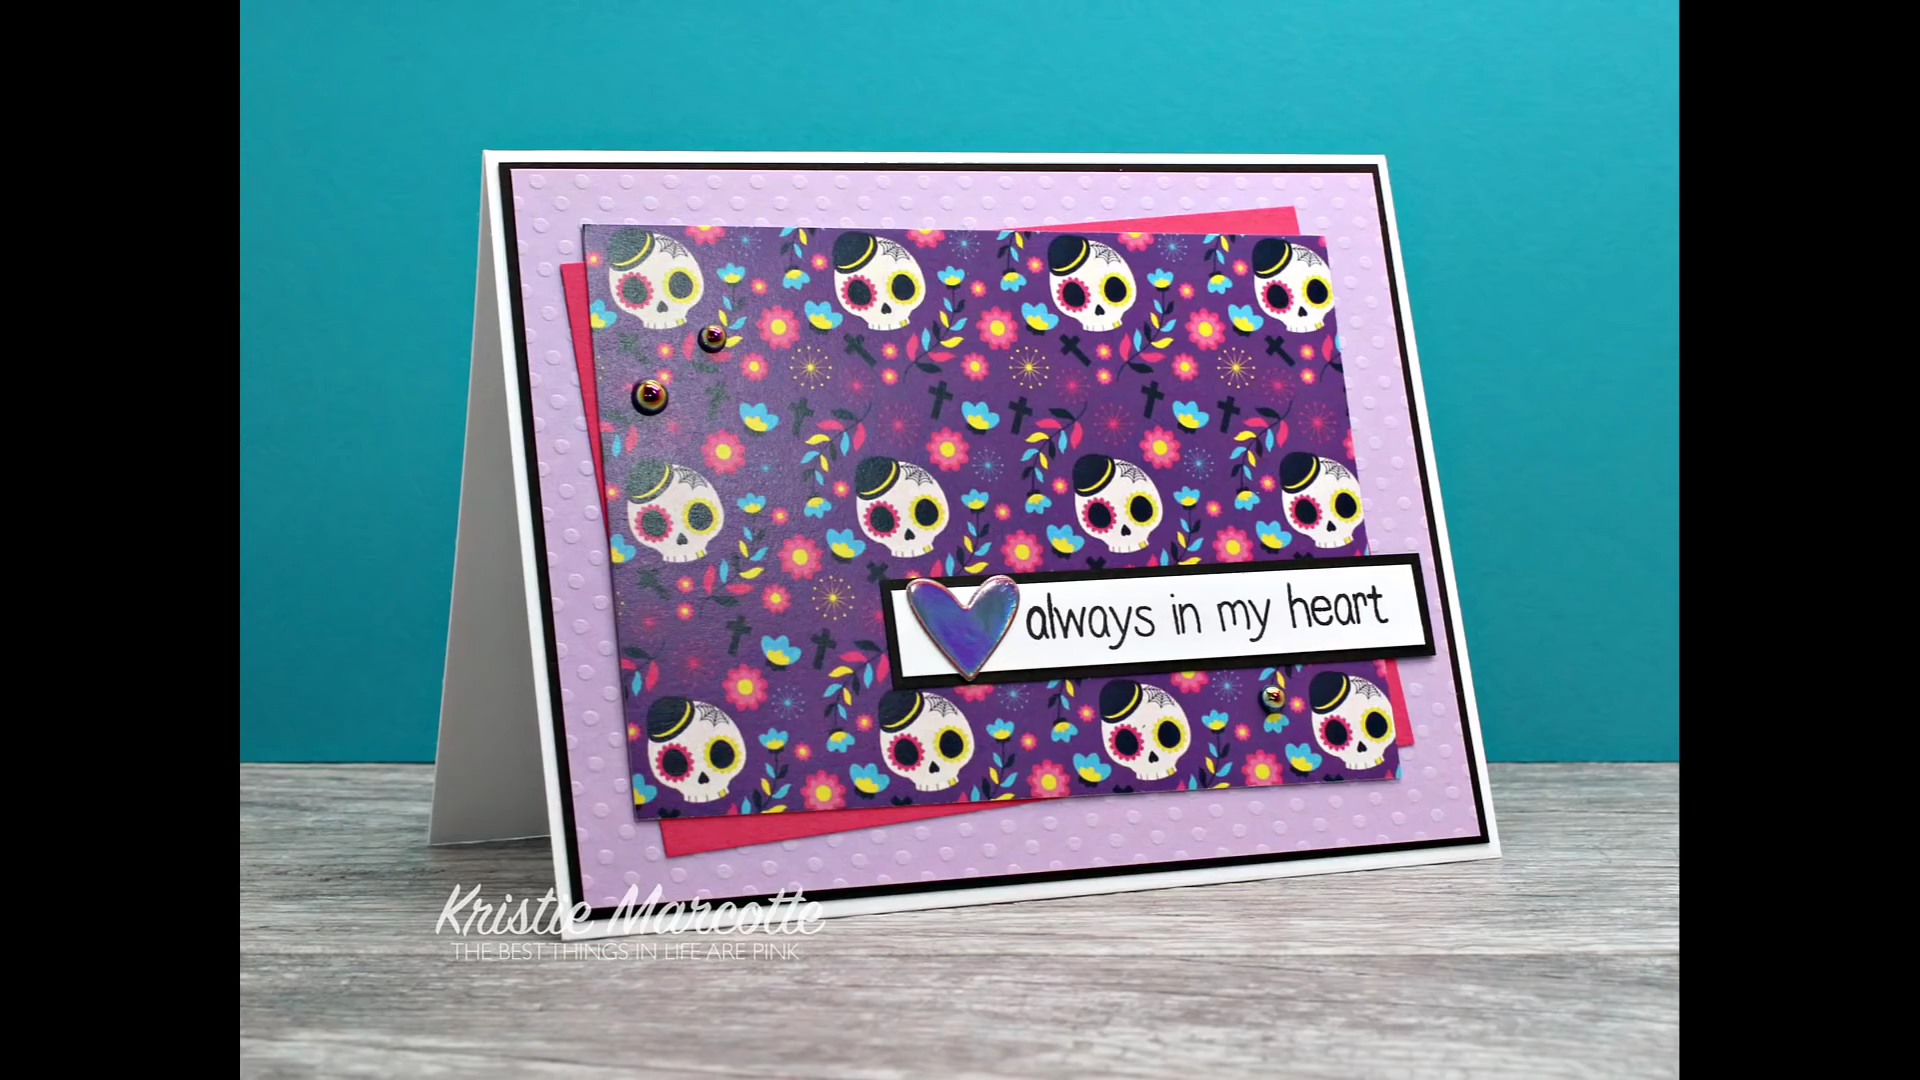 always in my heart
Kristie Marcotte
THE BEST THINGS IN LIFE ARE PINK